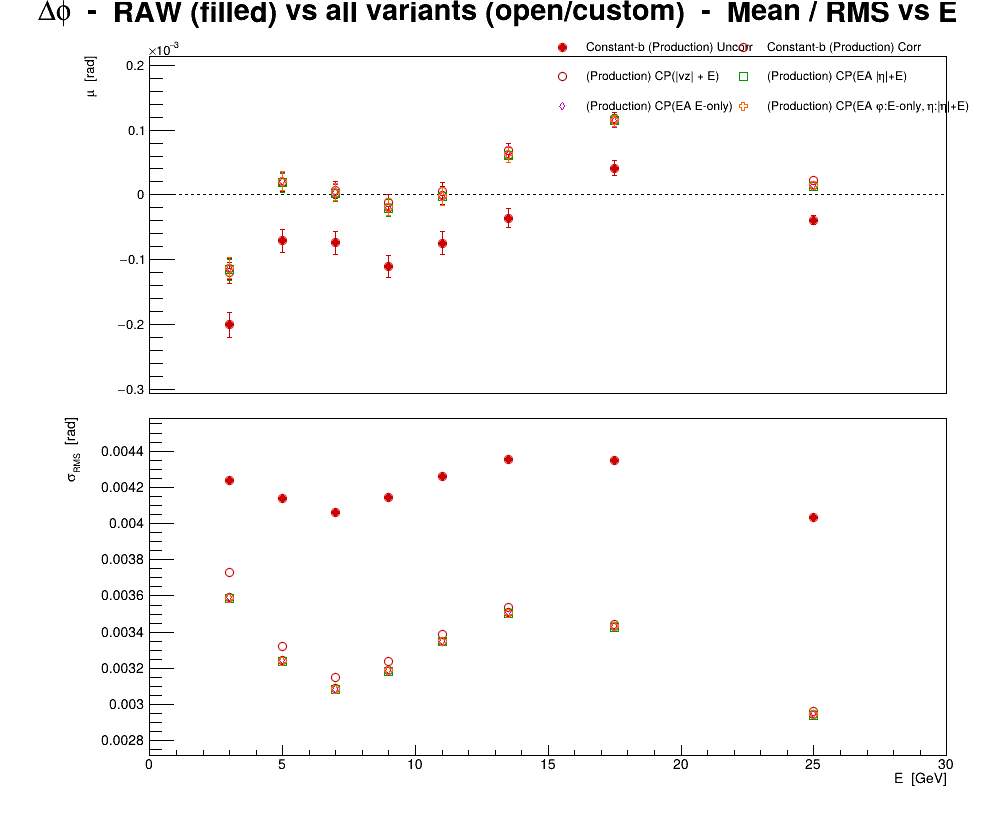 Δφ - RAW (filled) vs all variants (open/custom) - Mean / RMS vs E
×10⁻³
Constant-b (Production) Uncorr
Constant-b (Production) Corr
(Production) CP(|vz| + E)
(Production) CP(EA |η|+E)
(Production) CP(EA E-only)
(Production) CP(EA φ:E-only, η:|η|+E)
μ [rad]
0.2
0.1
0
−0.1
−0.2
−0.3
σRMS [rad]
0.0044
0.0042
0.004
0.0038
0.0036
0.0034
0.0032
0.003
0.0028
0 5 10 15 20 25 30
E [GeV]